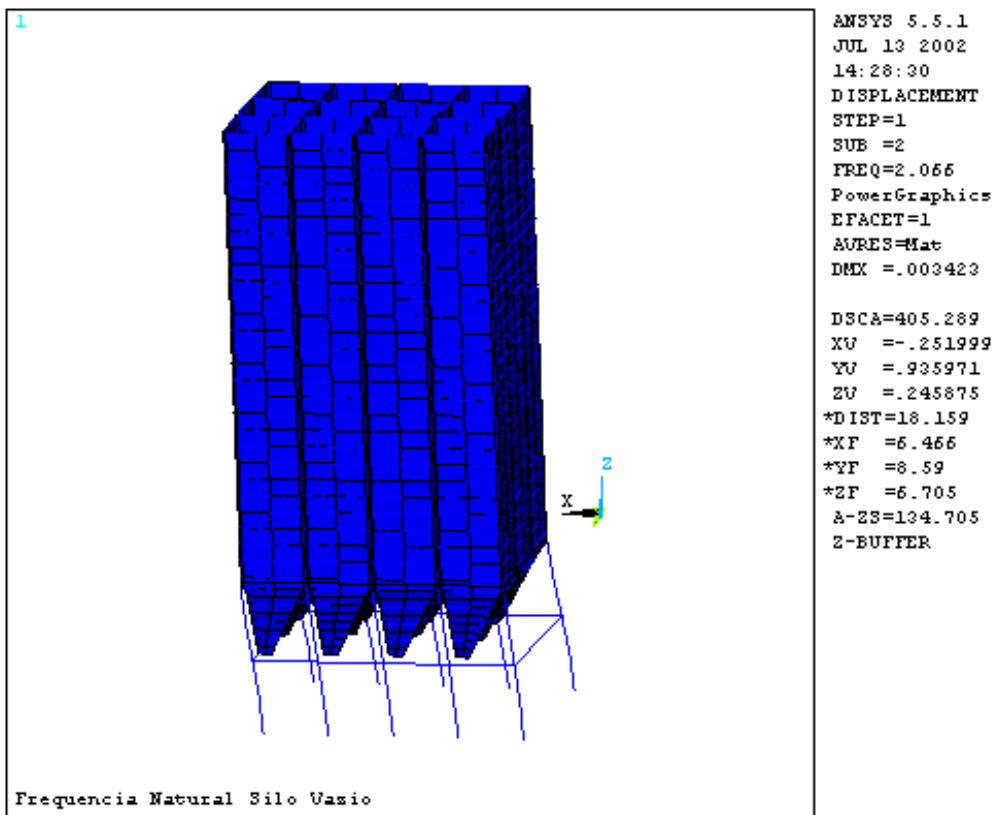 1
ANSYS 5.5.1
JUL 13 2002
14:28:30
DISPLACEMENT
STEP=1
SUB =2
FREQ=2.066
PowerGraphics
EFACET=1
AVRES=Mat
DMX =.003423
DSCA=405.289
XV =-.251999
YV =.935971
ZV =.245875
*DIST=18.159
*XF =6.466
*YF =8.59
*ZF =6.705
A-ZS=134.705
Z-BUFFER
Z
X
Frequencia Natural Silo Vazio